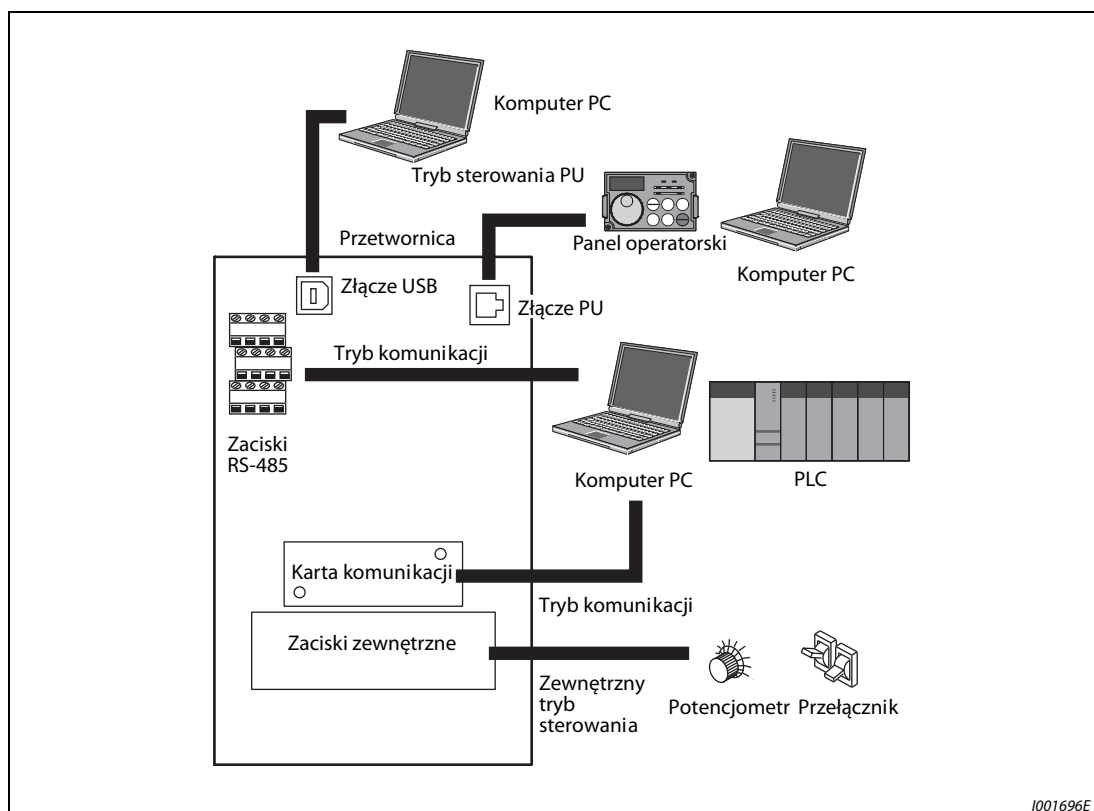 Komputer PC
Tryb sterowania PU
Przetwornica
Panel operatorski
Komputer PC
Złącze USB
Złącze PU
Tryb komunikacji
Zaciski
RS-485
Komputer PC
PLC
Karta komunikacji
Tryb komunikacji
Zaciski zewnętrzne
Zewnętrzny
tryb
sterowania
Potencjometr
Przełącznik
I001696E